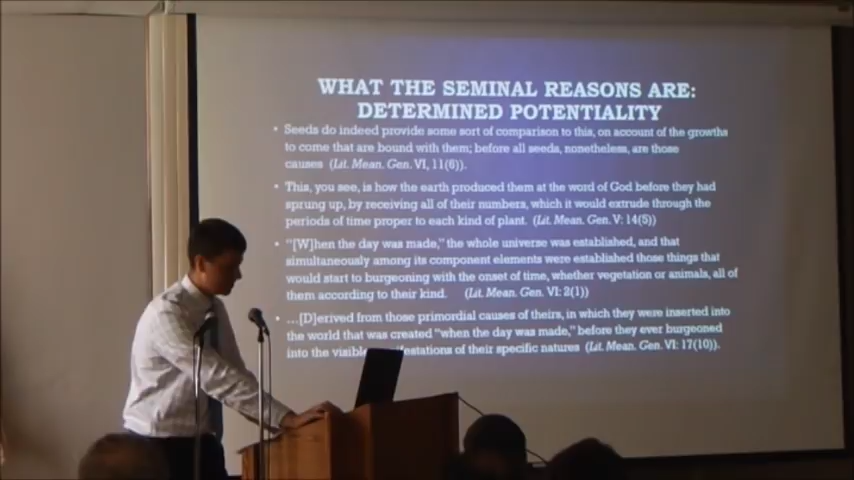 WHAT THE SEMINAL REASONS ARE:
DETERMINED POTENTIALITY
• Seeds do indeed provide some sort of comparison to this, on account of the growths
to come that are bound with them; before all seeds, nonetheless, are those
causes (Lit. Mean. Gen. VI, 11(6)).
• This, you see, is how the earth produced them at the word of God before they had
sprung up, by receiving all of their numbers, which it would extrude through the
periods of time proper to each kind of plant. (Lit. Mean. Gen. V: 14(5))
• "[W]hen the day was made," the whole universe was established, and that
simultaneously among its component elements were established those things that
would start to burgeoning with the onset of time, whether vegetation or animals, all of
them according to their kind. (Lit. Mean. Gen. VI: 2(1))
• …[D]erived from those primordial causes of theirs, in which they were inserted into
the world that was created "when the day was made," before they ever burgeoned
into the visible of their specific natures (Lit. Mean. Gen. VI: 17(10)).